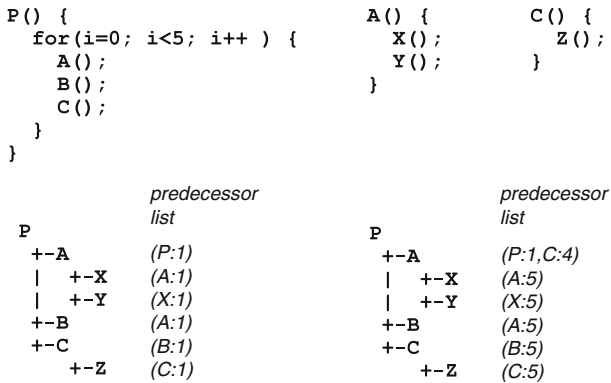 P() {
  for(i=0; i<5; i++ ) {
    A();
    B();
    C();
  }
}
A() {
  X();
  Y();
}
C() {
  Z();
}
predecessor
list
P
+-A (P:1)
| +-X (A:1)
| +-Y (X:1)
+-B (A:1)
+-C (B:1)
+-Z (C:1)
predecessor
list
P
+-A (P:1,C:4)
| +-X (A:5)
| +-Y (X:5)
+-B (A:5)
+-C (B:5)
+-Z (C:5)